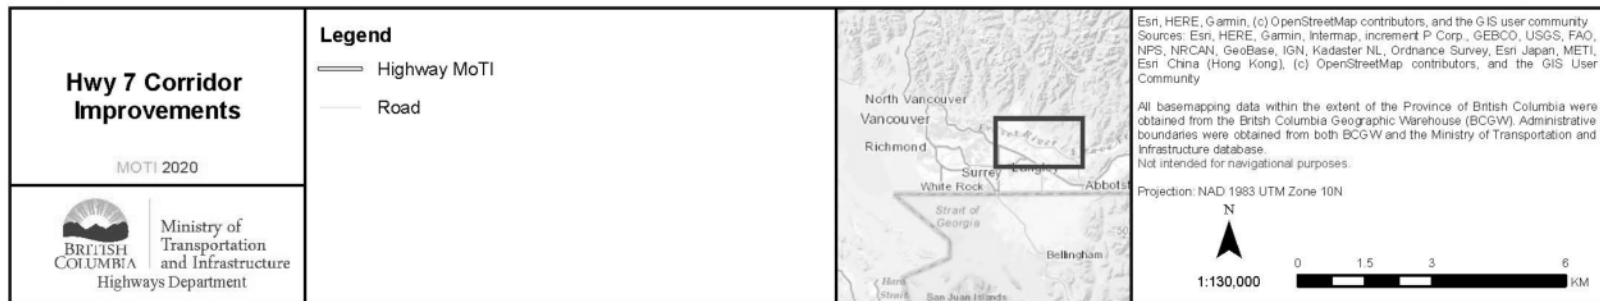 Hwy 7 Corridor
Improvements
MOTI 2020
BRITISH
COLUMBIA
Ministry of
Transportation
and Infrastructure
Highways Department
Legend
Highway MoTI
Road
North Vancouver
Vancouver
Richmond
Surrey
Langley
White Rock
Abbotsf
Strait of
Georgia
Bellingham
Haro
Strait
San Juan Islands
Esri, HERE, Garmin, (c) OpenStreetMap contributors, and the GIS user community
Sources: Esri, HERE, Garmin, Intermap, increment P Corp., GEBCO, USGS, FAO,
NPS, NRCAN, GeoBase, IGN, Kadaster NL, Ordnance Survey, Esri Japan, METI,
Esri China (Hong Kong), (c) OpenStreetMap contributors, and the GIS User
Community
All basemapping data within the extent of the Province of British Columbia were
obtained from the Britsh Columbia Geographic Warehouse (BCGW). Administrative
boundaries were obtained from both BCGW and the Ministry of Transportation and
Infrastructure database.
Not intended for navigational purposes.
Projection: NAD 1983 UTM Zone 10N
N
1:130,000
0 1.5 3 6
KM